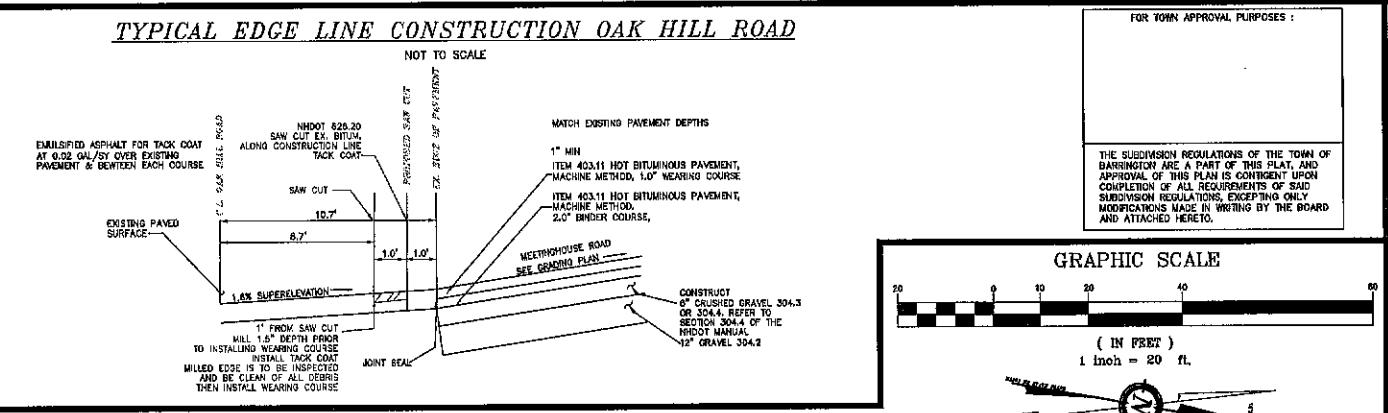 TYPICAL EDGE LINE CONSTRUCTION OAK HILL ROAD
NOT TO SCALE
EMULSIFIED ASPHALT FOR TACK COAT
AT 0.02 GAL/SY OVER EXISTING
PAVEMENT & BEWTEEN EACH COURSE
OAK HILL ROAD
NHDOT 628.20
SAW CUT EX. BITUM,
ALONG CONSTRUCTION LINE
TACK COAT
PROPOSED SAW CUT
EX. EDGE OF PAVEMENT
SAW CUT
10.7'
EXISTING PAVED
SURFACE
8.7'
1.0'
1.0'
1.6% SUPERELEVATION
1' FROM SAW CUT
MILL 1.5" DEPTH PRIOR
TO INSTALLING WEARING COURSE
INSTALL TACK COAT
MILLED EDGE IS TO BE INSPECTED
AND BE CLEAN OF ALL DEBRIS
THEN INSTALL WEARING COURSE
JOINT SEAL
MATCH EXISTING PAVEMENT DEPTHS
1" MIN
ITEM 403.11 HOT BITUMINOUS PAVEMENT,
MACHINE METHOD, 1.0" WEARING COURSE
ITEM 403.11 HOT BITUMINOUS PAVEMENT,
MACHINE METHOD.
2.0" BINDER COURSE,
MEETINGHOUSE ROAD
SEE GRADING PLAN
CONSTRUCT
6" CRUSHED GRAVEL 304.3
OR 304.4. REFER TO
SECTION 304.4 OF THE
NHDOT MANUAL
12" GRAVEL 304.2
FOR TOWN APPROVAL PURPOSES :
THE SUBDIVISION REGULATIONS OF THE TOWN OF
BARRINGTON ARE A PART OF THIS PLAT, AND
APPROVAL OF THIS PLAN IS CONTIGENT UPON
COMPLETION OF ALL REQUIREMENTS OF SAID
SUBDIVISION REGULATIONS, EXCEPTING ONLY
MODIFICATIONS MADE IN WRITING BY THE BOARD
AND ATTACHED HERETO.
GRAPHIC SCALE
20 0 10 20 40 60
( IN FEET )
1 inch = 20 ft.
N